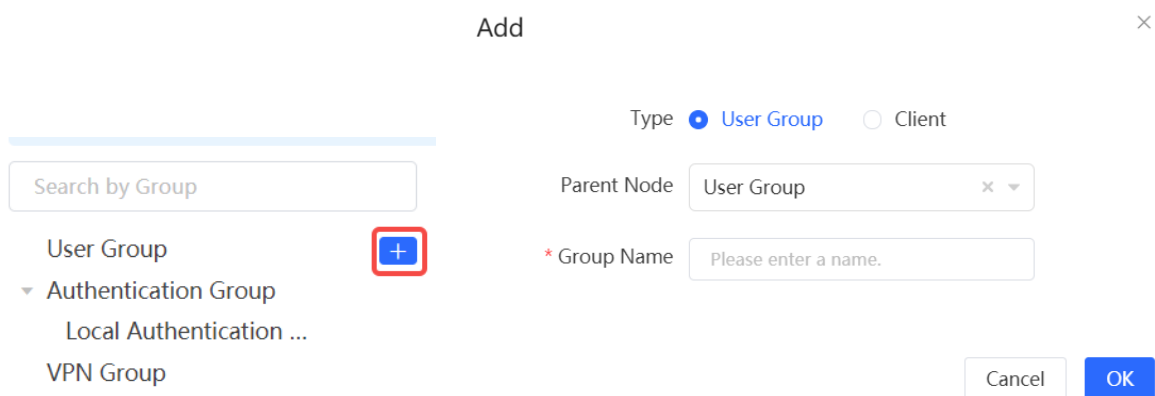 Add
Type User Group Client
Search by Group
Parent Node User Group
User Group
* Group Name Please enter a name.
Authentication Group
Local Authentication ...
VPN Group
Cancel OK